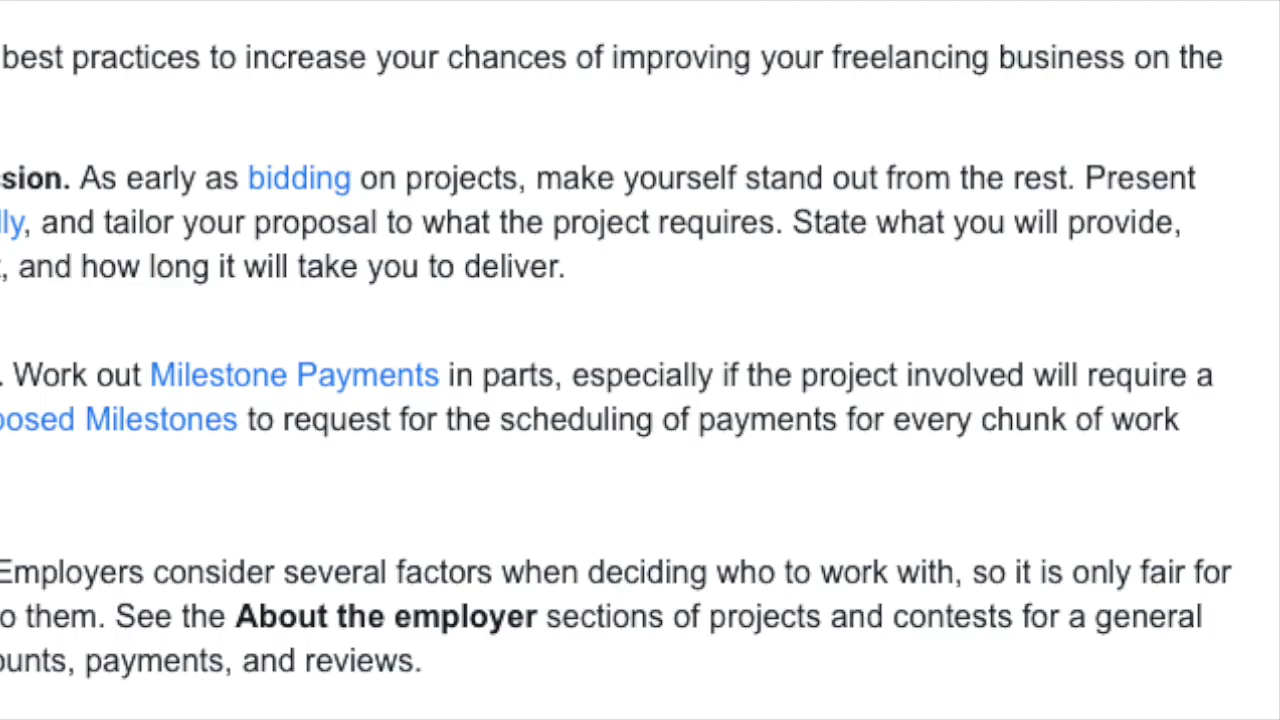 best practices to increase your chances of improving your freelancing business on the
sion. As early as bidding on projects, make yourself stand out from the rest. Present
lly, and tailor your proposal to what the project requires. State what you will provide,
, and how long it will take you to deliver.
. Work out Milestone Payments in parts, especially if the project involved will require a
posed Milestones to request for the scheduling of payments for every chunk of work
Employers consider several factors when deciding who to work with, so it is only fair for
o them. See the About the employer sections of projects and contests for a general
ounts, payments, and reviews.